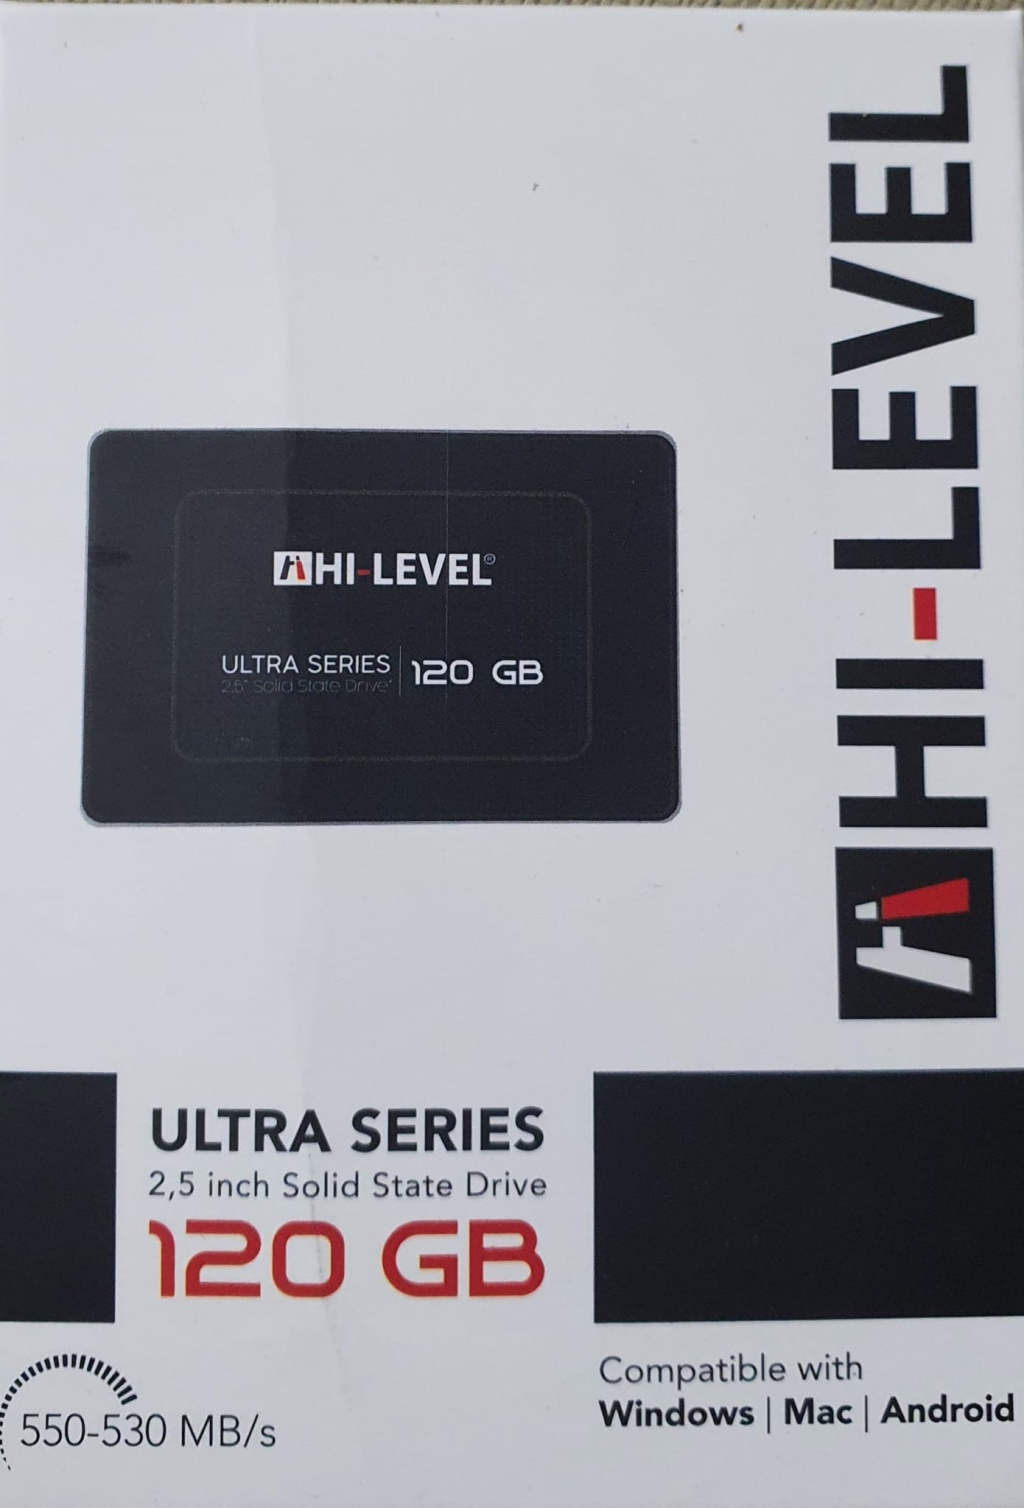 HI-LEVEL
HI-LEVEL®
ULTRA SERIES
2.5" Solid State Drive
120 GB
ULTRA SERIES
2,5 inch Solid State Drive
120 GB
550-530 MB/s
Compatible with
Windows | Mac | Android